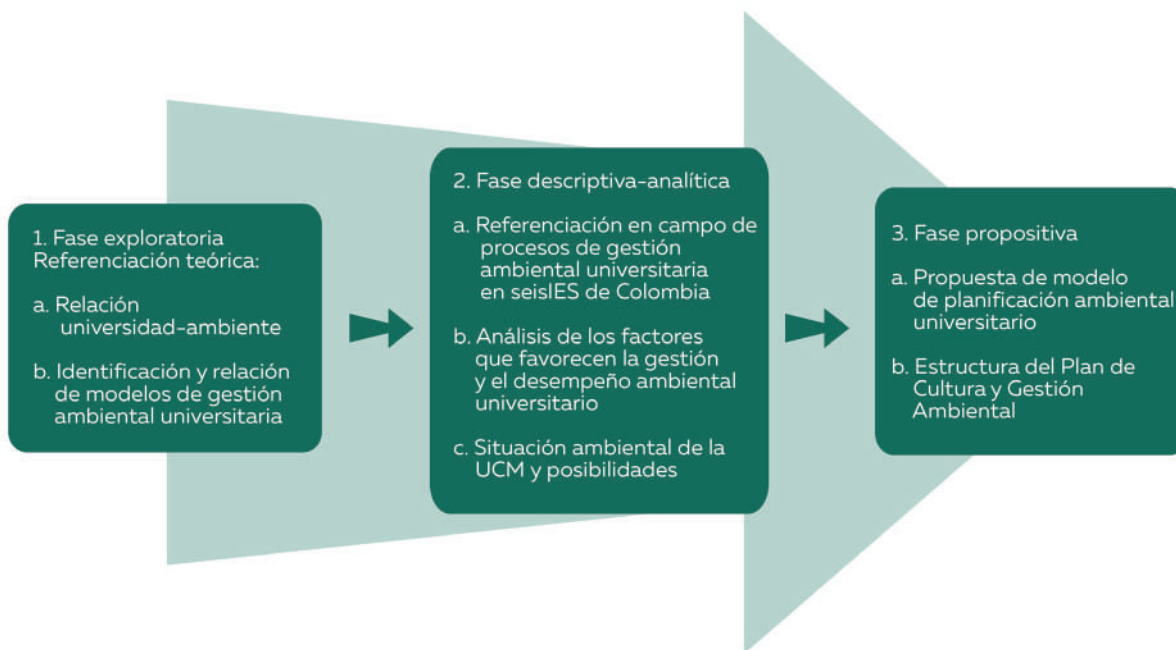 1. Fase exploratoria
Referenciación teórica:
a. Relación
universidad-ambiente
b. Identificación y relación
de modelos de gestión
ambiental universitaria
2. Fase descriptiva-analítica
a. Referenciación en campo de
procesos de gestión
ambiental universitaria
en seisIES de Colombia
b. Análisis de los factores
que favorecen la gestión
y el desempeño ambiental
universitario
c. Situación ambiental de la
UCM y posibilidades
3. Fase propositiva
a. Propuesta de modelo
de planificación ambiental
universitario
b. Estructura del Plan de
Cultura y Gestión
Ambiental